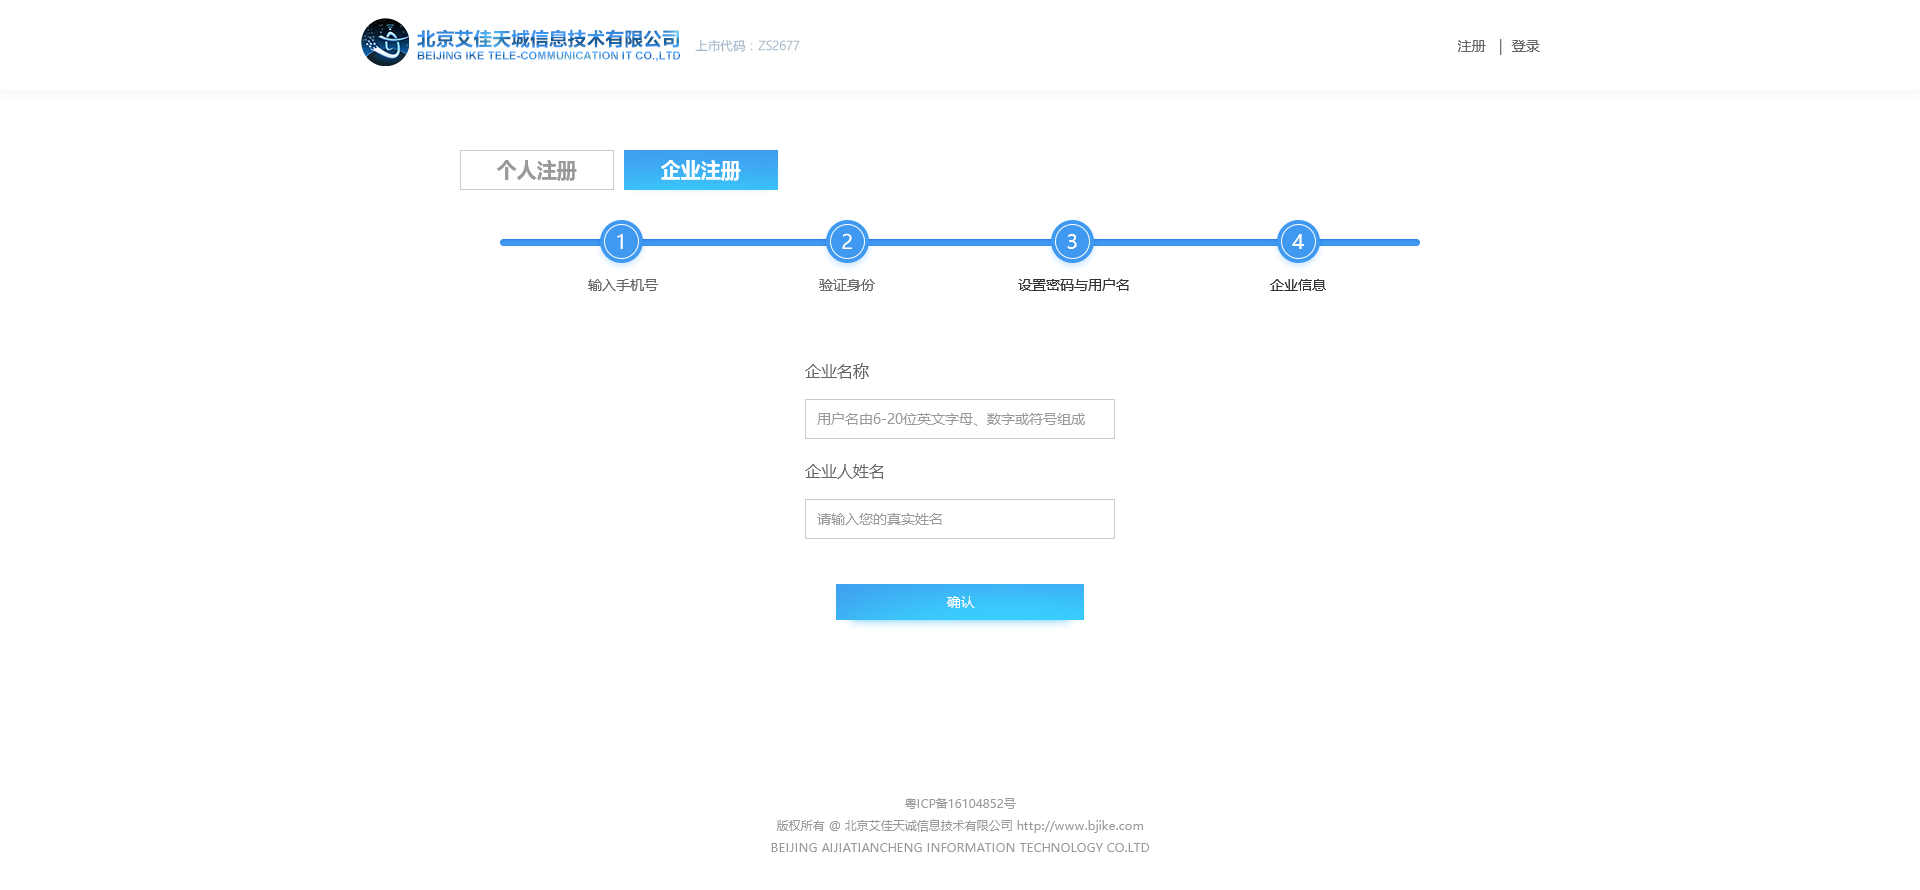 北京艾佳天诚信息技术有限公司
BEIJING IKE TELE-COMMUNICATION IT CO.,LTD
上市代码：ZS2677
注册 | 登录
个人注册 企业注册
1 2 3 4
输入手机号 验证身份 设置密码与用户名 企业信息
企业名称
用户名由6-20位英文字母、数字或符号组成
企业人姓名
请输入您的真实姓名
确认
粤ICP备16104852号
版权所有 @ 北京艾佳天诚信息技术有限公司 http://www.bjike.com
BEIJING AIJIATIANCHENG INFORMATION TECHNOLOGY CO.LTD